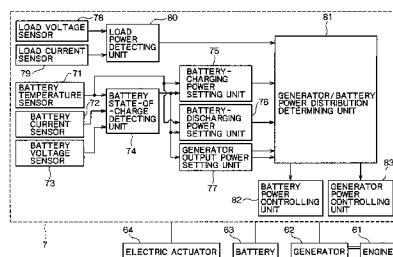 78
80
81
LOAD VOLTAGE
SENSOR
LOAD
POWER
DETECTING
UNIT
LOAD CURRENT
SENSOR
79
71
75
BATTERY
TEMPERATURE
SENSOR
72
BATTERY
CURRENT
SENSOR
BATTERY
VOLTAGE
SENSOR
73
BATTERY
STATE-OF
-CHARGE
DETECTING
UNIT
74
BATTERY-
CHARGING
POWER
SETTING UNIT
76
BATTERY-
DISCHARGING
POWER
SETTING UNIT
GENERATOR
OUTPUT POWER
SETTING UNIT
77
GENERATOR/BATTERY
POWER DISTRIBUTION
DETERMINING UNIT
83
BATTERY
POWER
CONTROLLING
UNIT
82
GENERATOR
POWER
CONTROLLING
UNIT
7
64
63
62
61
ELECTRIC ACTUATOR
BATTERY
GENERATOR
ENGINE